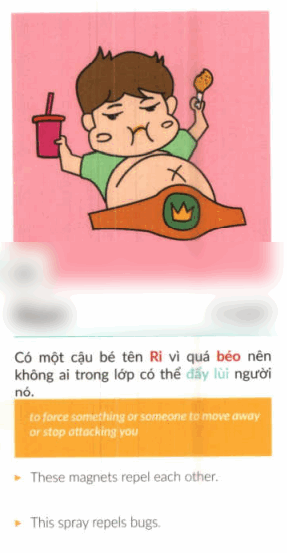 Có một cậu bé tên Ri vì quá béo nên
không ai trong lớp có thể đẩy lùi người
nó.
to force something or someone to move away
or stop attacking you
These magnets repel each other.
This spray repels bugs.